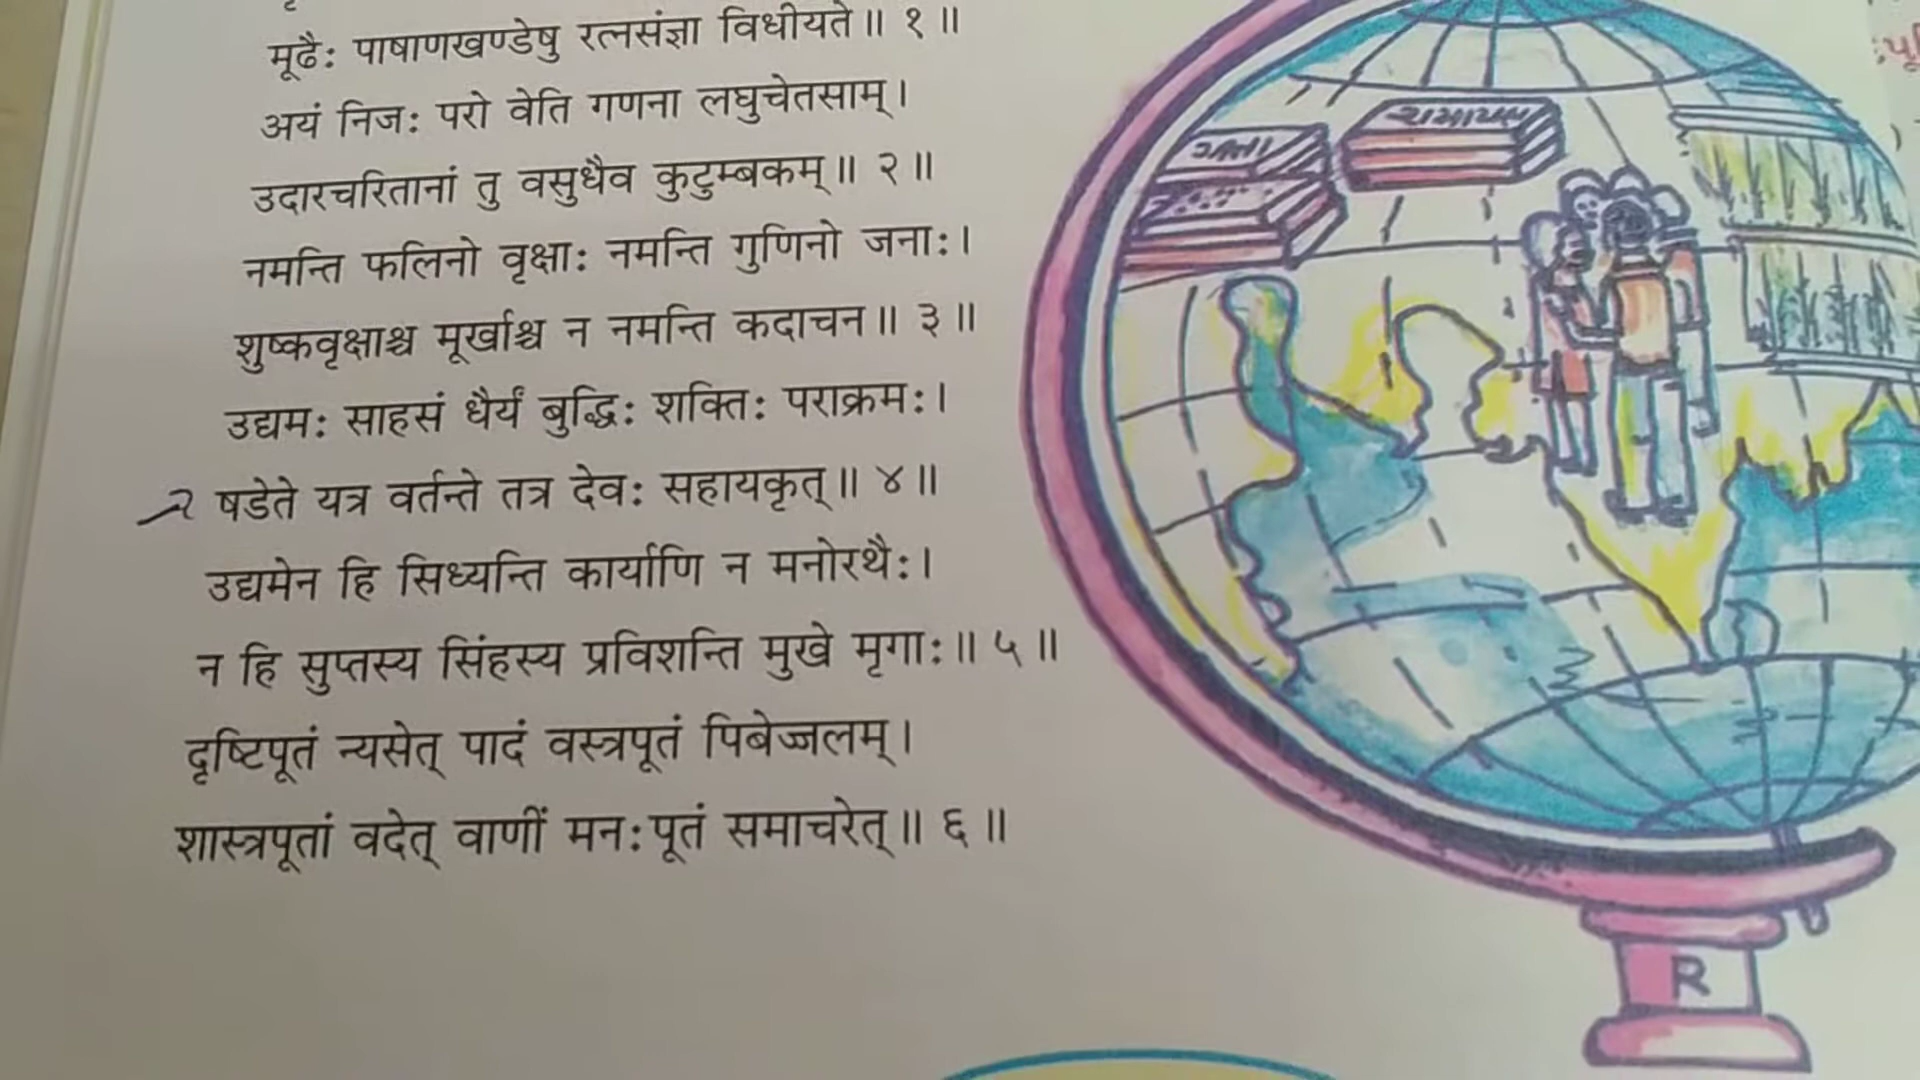 मूढैः पाषाणखण्डेषु रत्नसंज्ञा विधीयते॥ १॥
अयं निजः परो वेति गणना लघुचेतसाम्।
उदारचरितानां तु वसुधैव कुटुम्बकम्॥ २॥
नमन्ति फलिनो वृक्षाः नमन्ति गुणिनो जनाः।
शुष्कवृक्षाश्च मूर्खाश्च न नमन्ति कदाचन॥ ३॥
उद्यमः साहसं धैर्यं बुद्धिः शक्तिः पराक्रमः।
षडेते यत्र वर्तन्ते तत्र देवः सहायकृत्॥ ४॥
उद्यमेन हि सिध्यन्ति कार्याणि न मनोरथैः।
न हि सुप्तस्य सिंहस्य प्रविशन्ति मुखे मृगाः॥ ५॥
दृष्टिपूतं न्यसेत् पादं वस्त्रपूतं पिबेज्जलम्।
शास्त्रपूतां वदेत् वाणीं मनःपूतं समाचरेत्॥ ६॥
रामायण
R